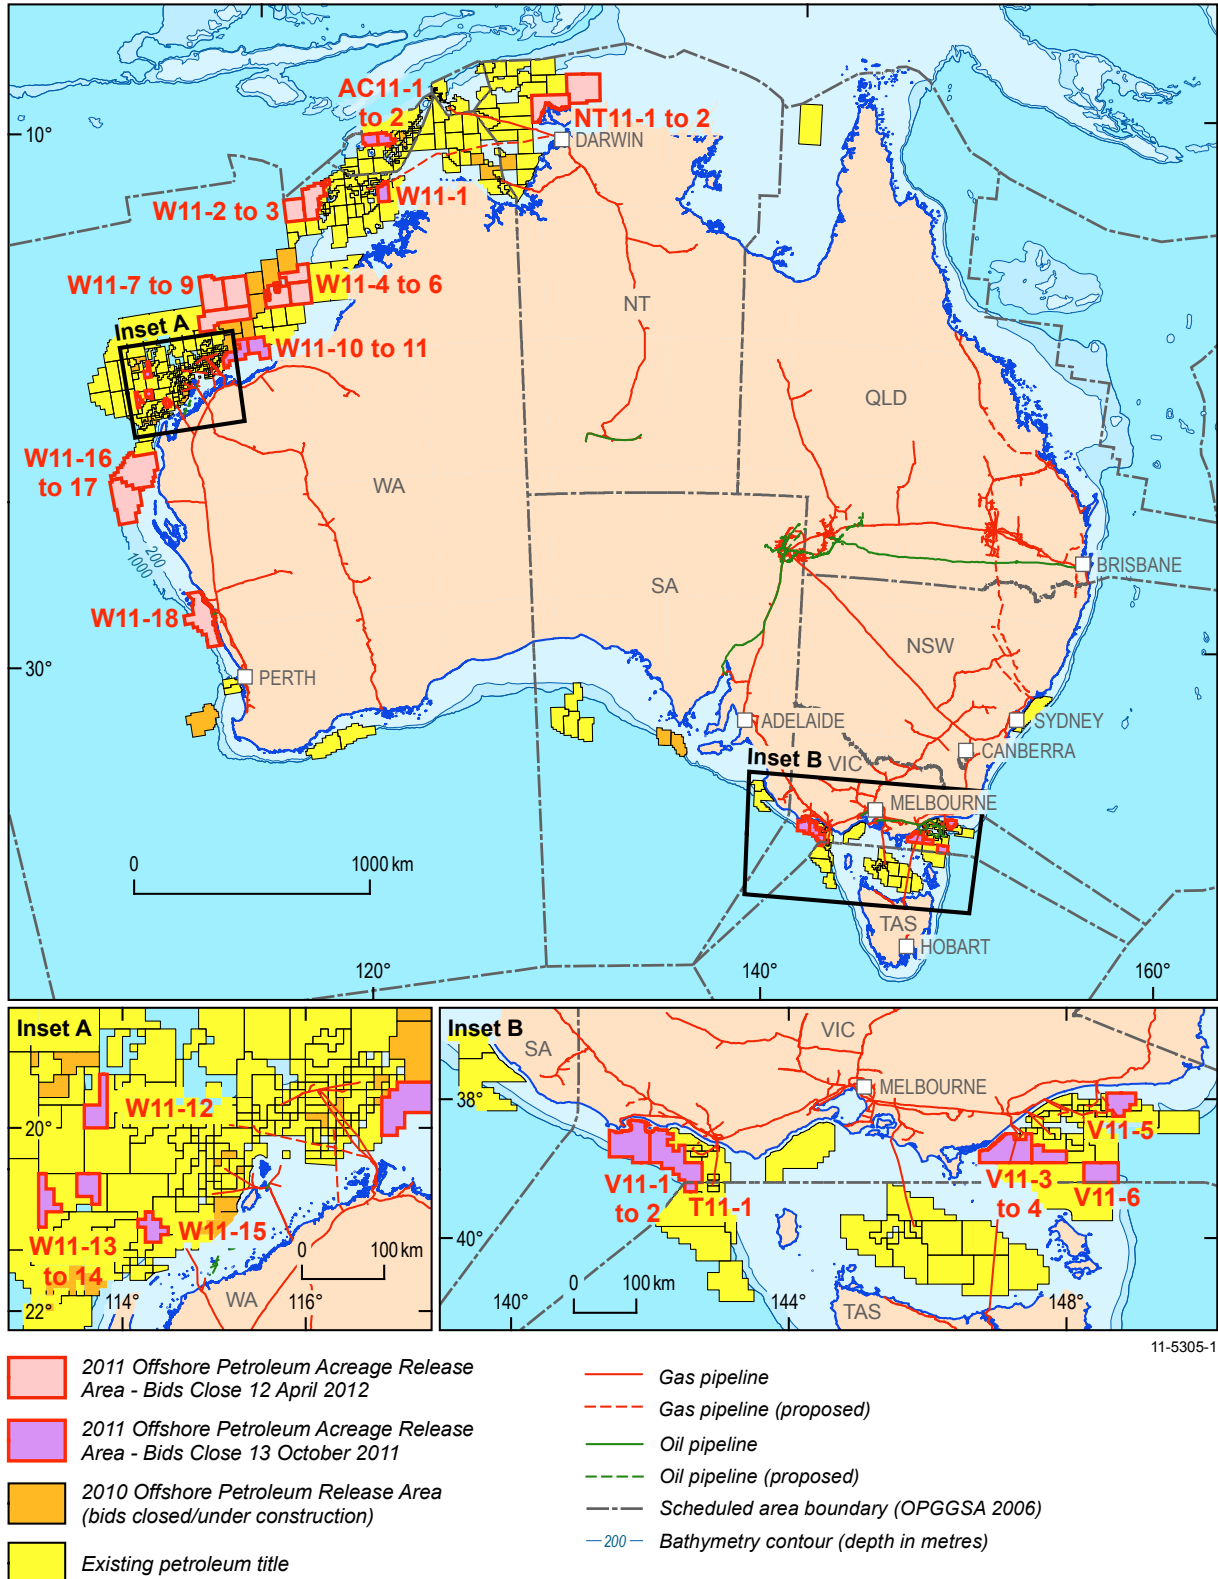 AC11-1
to 2
NT11-1 to 2
10°
DARWIN
W11-1
W11-2 to 3
W11-7 to 9
W11-4 to 6
NT
Inset A
W11-10 to 11
QLD
W11-16
to 17
WA
200
1000
BRISBANE
SA
W11-18
NSW
30°
PERTH
ADELAIDE
SYDNEY
CANBERRA
Inset B
VIC
MELBOURNE
0
1000 km
TAS
HOBART
120°
140°
160°
Inset A
W11-12
20°
W11-13
to 14
W11-15
0
100 km
WA
22°
114°
116°
Inset B
SA
VIC
MELBOURNE
38°
V11-5
V11-1
to 2
T11-1
V11-3
to 4
V11-6
40°
0
100 km
140°
144°
148°
TAS
11-5305-1
2011 Offshore Petroleum Acreage Release
Area - Bids Close 12 April 2012
2011 Offshore Petroleum Acreage Release
Area - Bids Close 13 October 2011
2010 Offshore Petroleum Release Area
(bids closed/under construction)
Existing petroleum title
Gas pipeline
Gas pipeline (proposed)
Oil pipeline
Oil pipeline (proposed)
Scheduled area boundary (OPGGSA 2006)
200
Bathymetry contour (depth in metres)